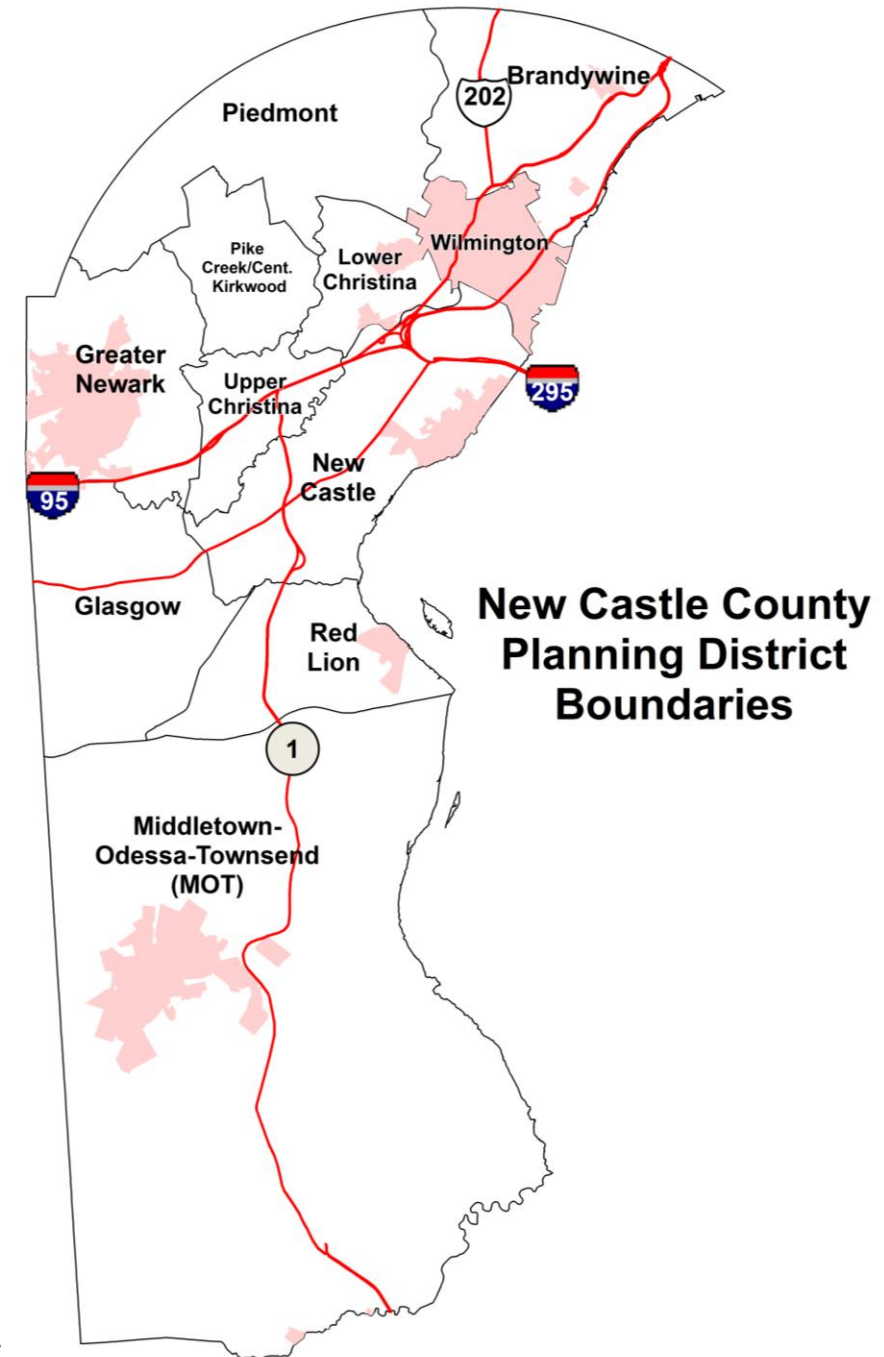 Brandywine
202
Piedmont
Pike
Creek/Cent.
Kirkwood
Lower
Christina
Wilmington
Greater
Newark
Upper
Christina
295
New
Castle
95
Glasgow
Red
Lion
New Castle County
Planning District
Boundaries
1
Middletown-
Odessa-Townsend
(MOT)